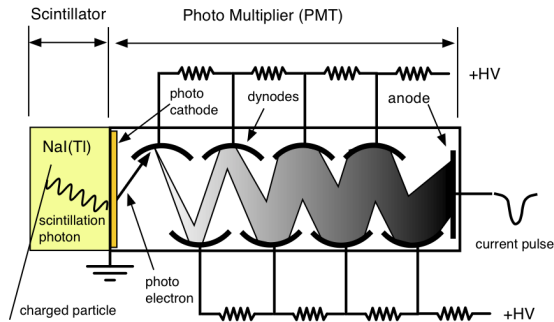 Scintillator
Photo Multiplier (PMT)
+HV
photo
cathode
dynodes
anode
NaI(Tl)
scintillation
photon
current pulse
photo
electron
charged particle
+HV